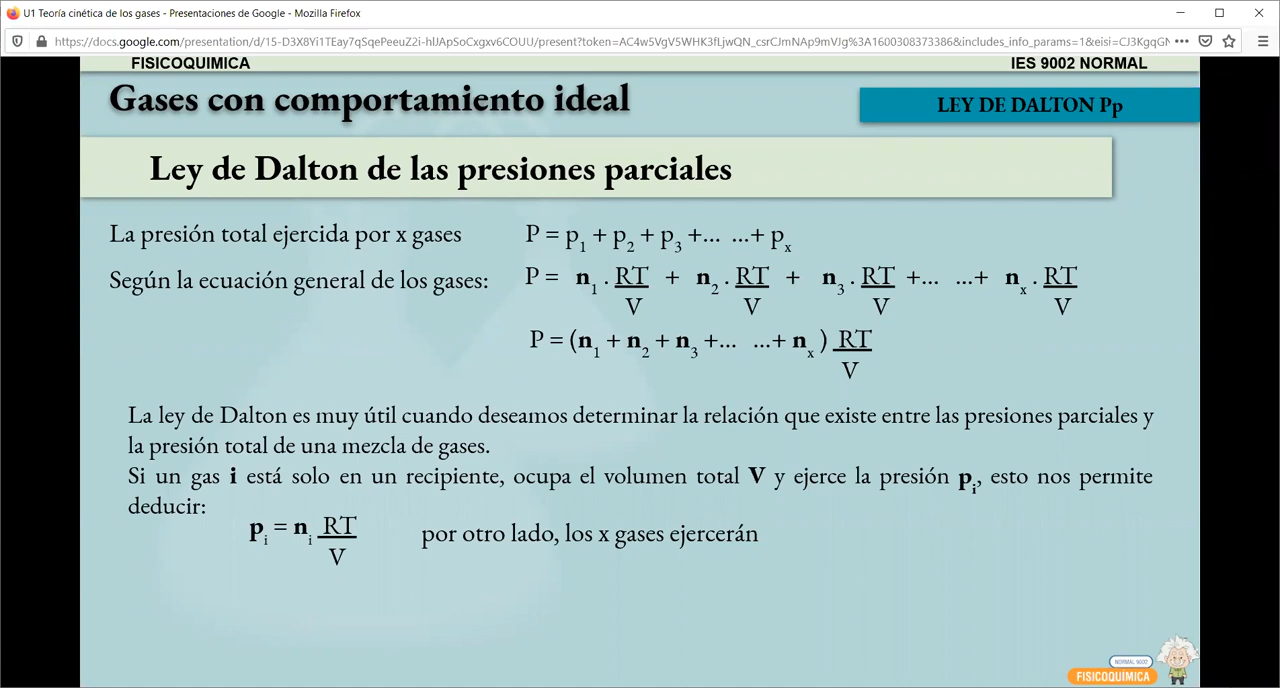 U1 Teoría cinética de los gases - Presentaciones de Google - Mozilla Firefox
https://docs.google.com/presentation/d/15-D3X8Yi1TEay7qSqePeeuZ2i-hIJApSoCxgxv6COUU/present?token=AC4w5VgV5WHK3fLjwQN_csrCJmNAp9mVJg%3A1600308373386&includes_info_params=1&eisi=CJ3KgqGN
FISICOQUIMICA IES 9002 NORMAL
Gases con comportamiento ideal
LEY DE DALTON Pp
Ley de Dalton de las presiones parciales
La presión total ejercida por x gases P = p₁ + p₂ + p₃ +... ...+ pₓ
Según la ecuación general de los gases: P = n₁ . RT/V + n₂ . RT/V + n₃ . RT/V +... ...+ nₓ . RT/V
P = (n₁ + n₂ + n₃ +... ...+ nₓ ) RT/V
La ley de Dalton es muy útil cuando deseamos determinar la relación que existe entre las presiones parciales y
la presión total de una mezcla de gases.
Si un gas i está solo en un recipiente, ocupa el volumen total V y ejerce la presión pᵢ, esto nos permite
deducir:
pᵢ = nᵢ RT/V por otro lado, los x gases ejercerán
NORMAL 9002
FISICOQUÍMICA